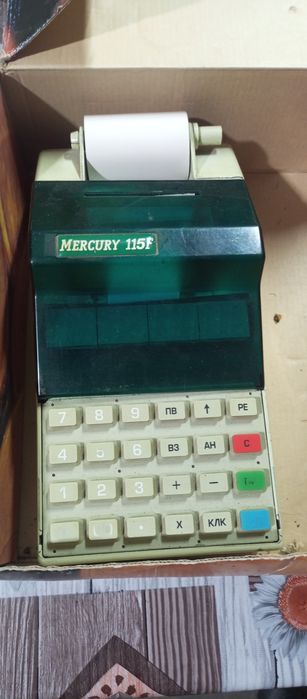 MERCURY 115F
7 8 9 ПВ ↑ РЕ
4 5 6 ВЗ АН С
1 2 3 + −
• Х КЛК